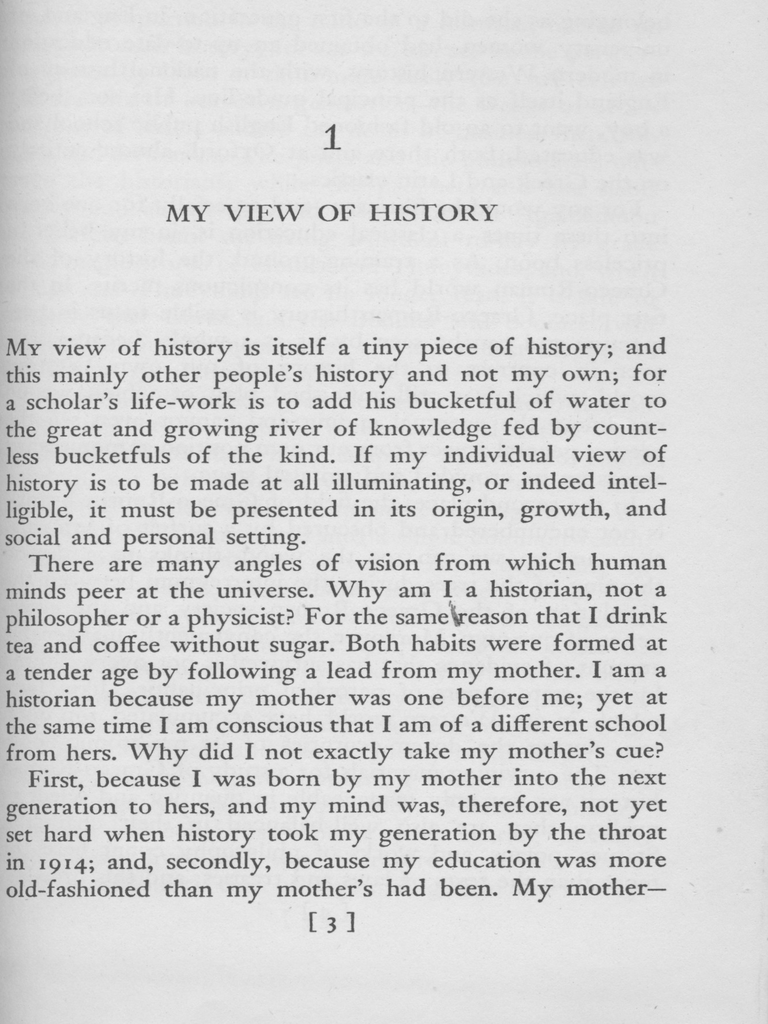 1
MY VIEW OF HISTORY
My view of history is itself a tiny piece of history; and
this mainly other people's history and not my own; for
a scholar's life-work is to add his bucketful of water to
the great and growing river of knowledge fed by count-
less bucketfuls of the kind. If my individual view of
history is to be made at all illuminating, or indeed intel-
ligible, it must be presented in its origin, growth, and
social and personal setting.
There are many angles of vision from which human
minds peer at the universe. Why am I a historian, not a
philosopher or a physicist? For the same reason that I drink
tea and coffee without sugar. Both habits were formed at
a tender age by following a lead from my mother. I am a
historian because my mother was one before me; yet at
the same time I am conscious that I am of a different school
from hers. Why did I not exactly take my mother's cue?
First, because I was born by my mother into the next
generation to hers, and my mind was, therefore, not yet
set hard when history took my generation by the throat
in 1914; and, secondly, because my education was more
old-fashioned than my mother's had been. My mother—
[ 3 ]